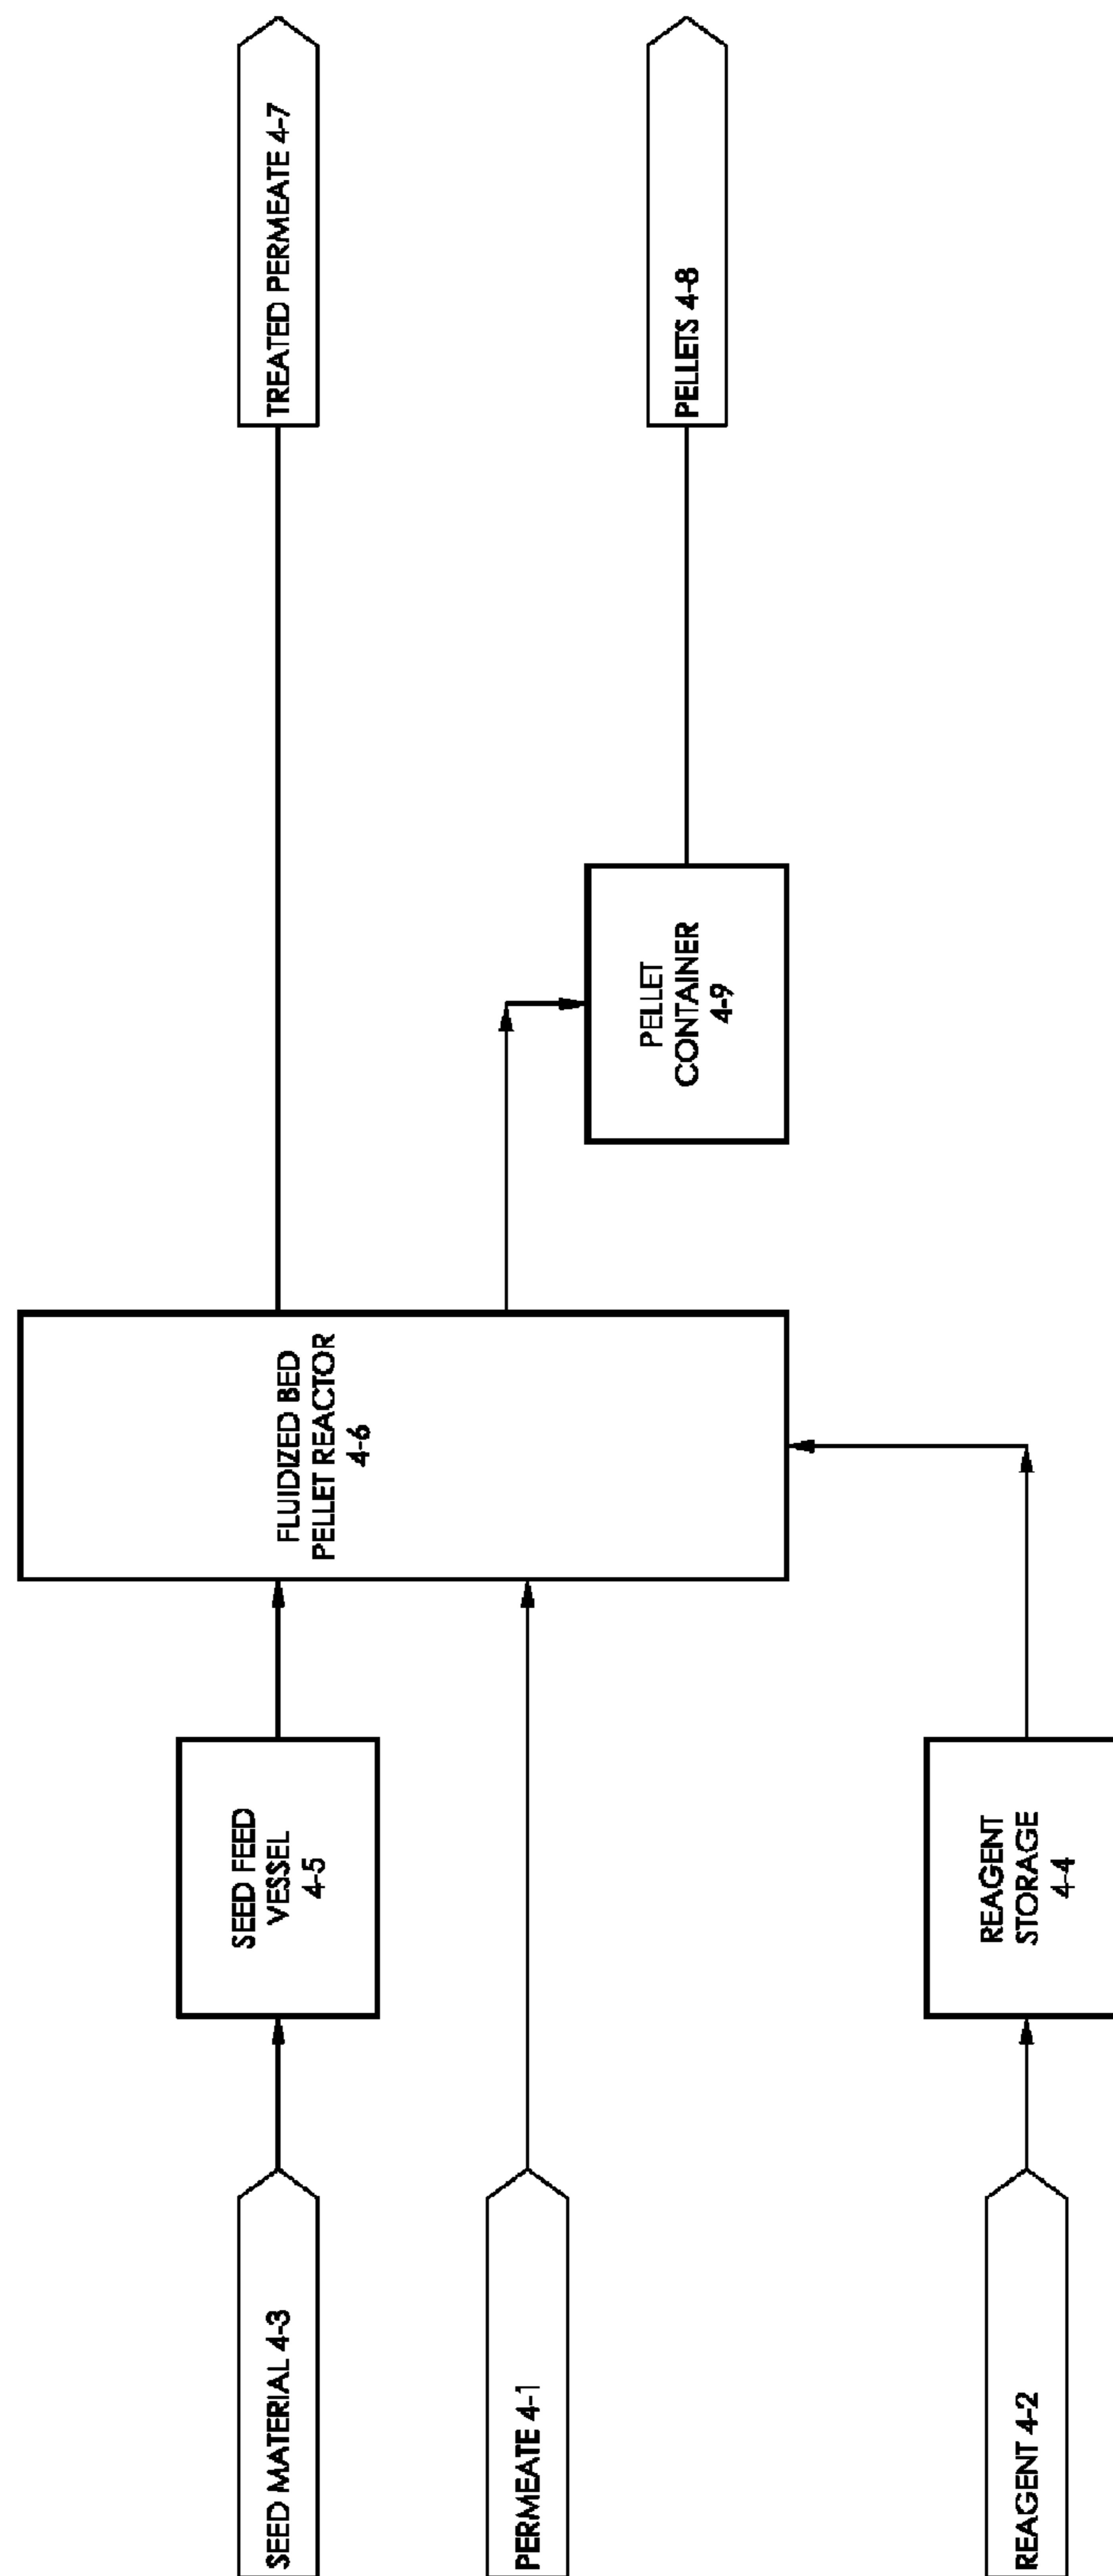 SEED MATERIAL 4-3
SEED FEED
VESSEL
4-5
FLUIDIZED BED
PELLET REACTOR
4-6
TREATED PERMEATE 4-7
PERMEATE 4-1
PELLET
CONTAINER
4-9
PELLETS 4-8
REAGENT 4-2
REAGENT
STORAGE
4-4